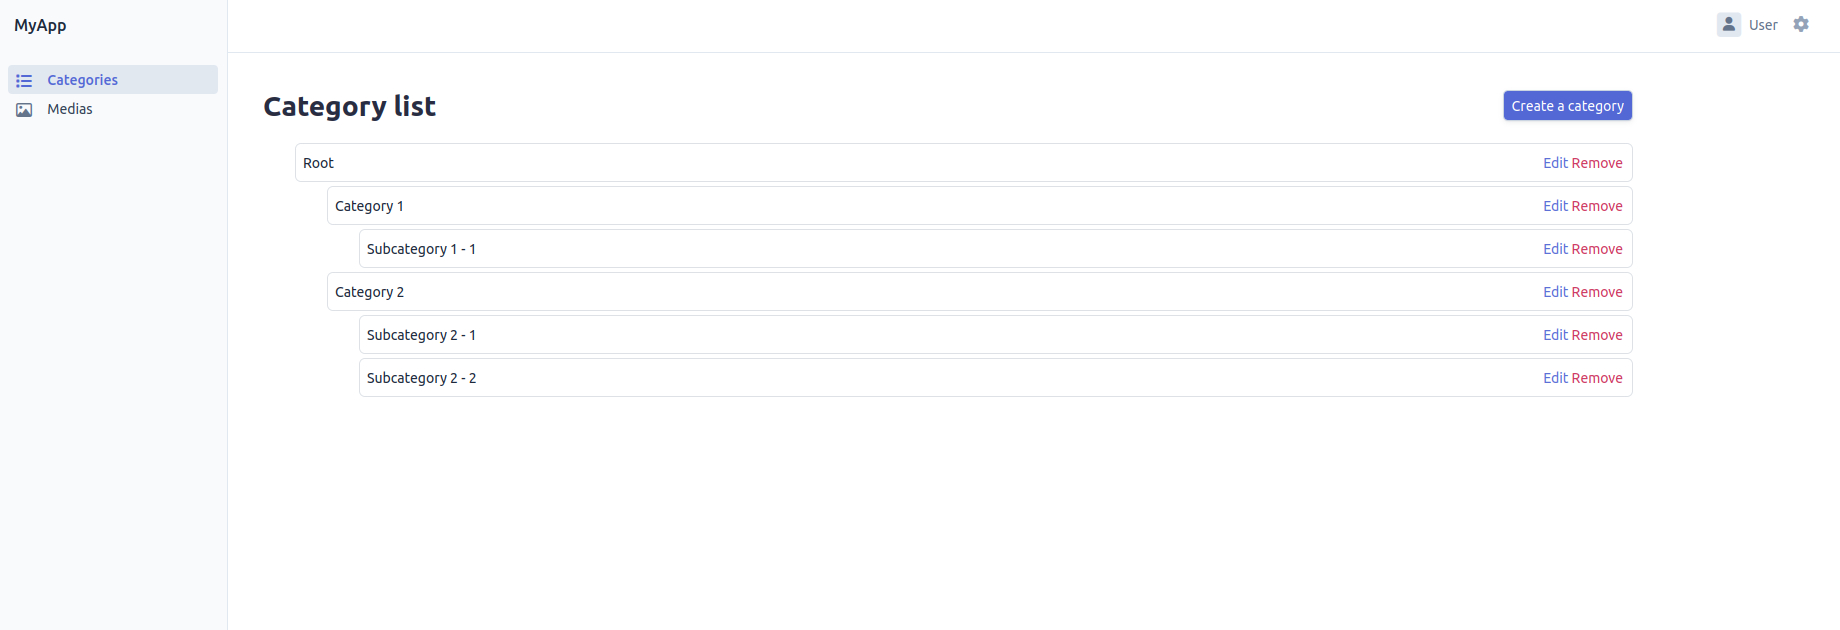 MyApp
User
Categories
Medias
Category list
Create a category
Root Edit Remove
Category 1 Edit Remove
Subcategory 1 - 1 Edit Remove
Category 2 Edit Remove
Subcategory 2 - 1 Edit Remove
Subcategory 2 - 2 Edit Remove